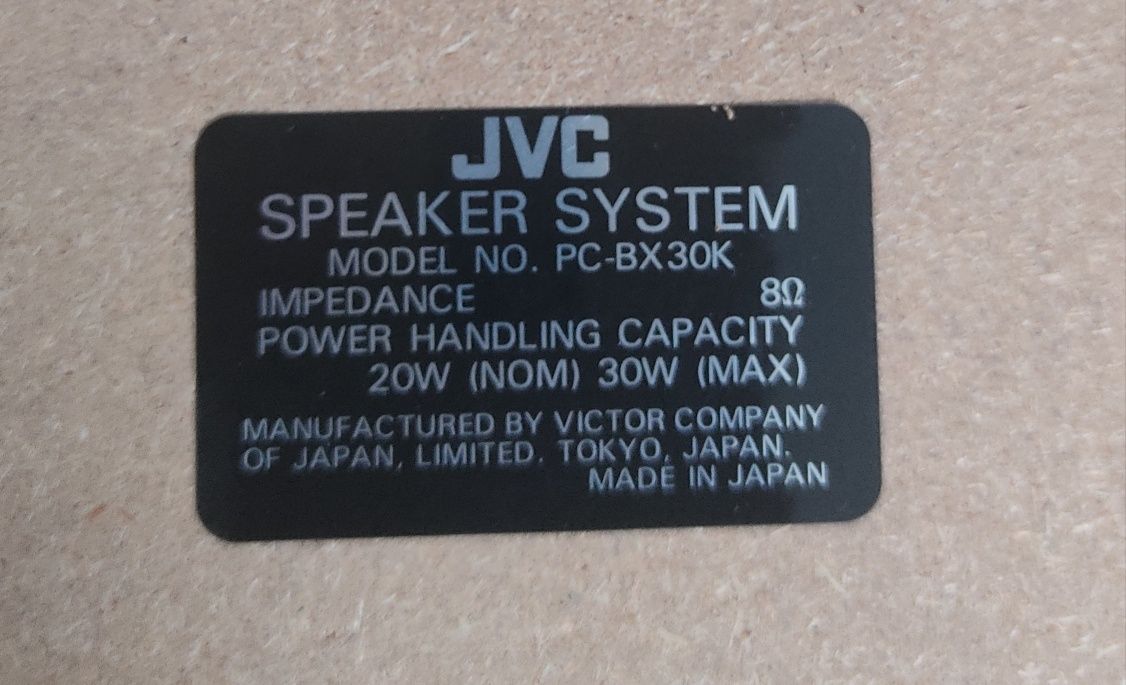 JVC
SPEAKER SYSTEM
MODEL NO. PC-BX30K
IMPEDANCE 8Ω
POWER HANDLING CAPACITY
20W (NOM) 30W (MAX)
MANUFACTURED BY VICTOR COMPANY
OF JAPAN, LIMITED. TOKYO, JAPAN.
MADE IN JAPAN